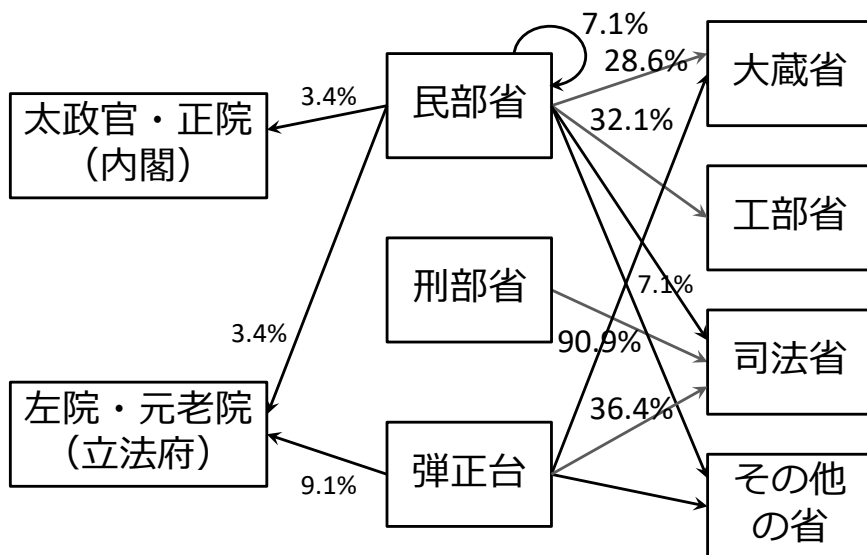 7.1%
3.4%
民部省
28.6%
大蔵省
太政官・正院
（内閣）
32.1%
工部省
刑部省
7.1%
3.4%
90.9%
司法省
左院・元老院
（立法府）
36.4%
弾正台
9.1%
その他
の省